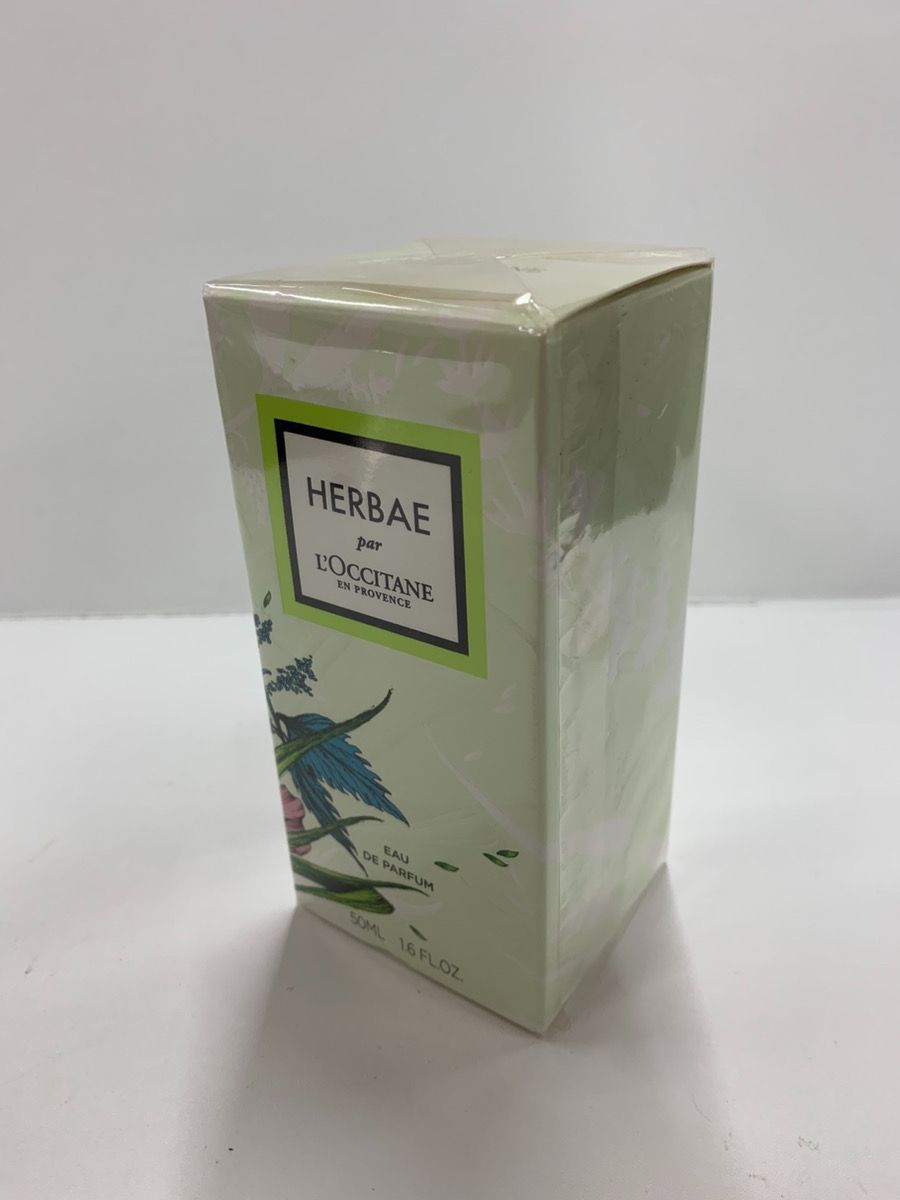 HERBAE
par
L'OCCITANE
EN PROVENCE
EAU
DE PARFUM
50ML 1.6 FL.OZ.